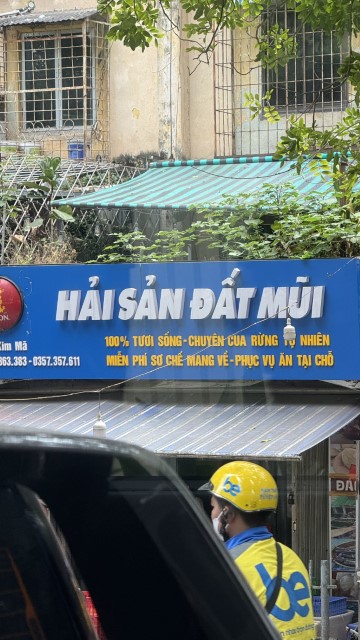 HẢI SẢN ĐẤT MŨI
100% TƯƠI SỐNG - CHUYÊN CUA RỪNG TỰ NHIÊN
MIỄN PHÍ SƠ CHẾ MANG VỀ - PHỤC VỤ ĂN TẠI CHỖ
Kim Mã
363.383 - 0357.357.611
be
be